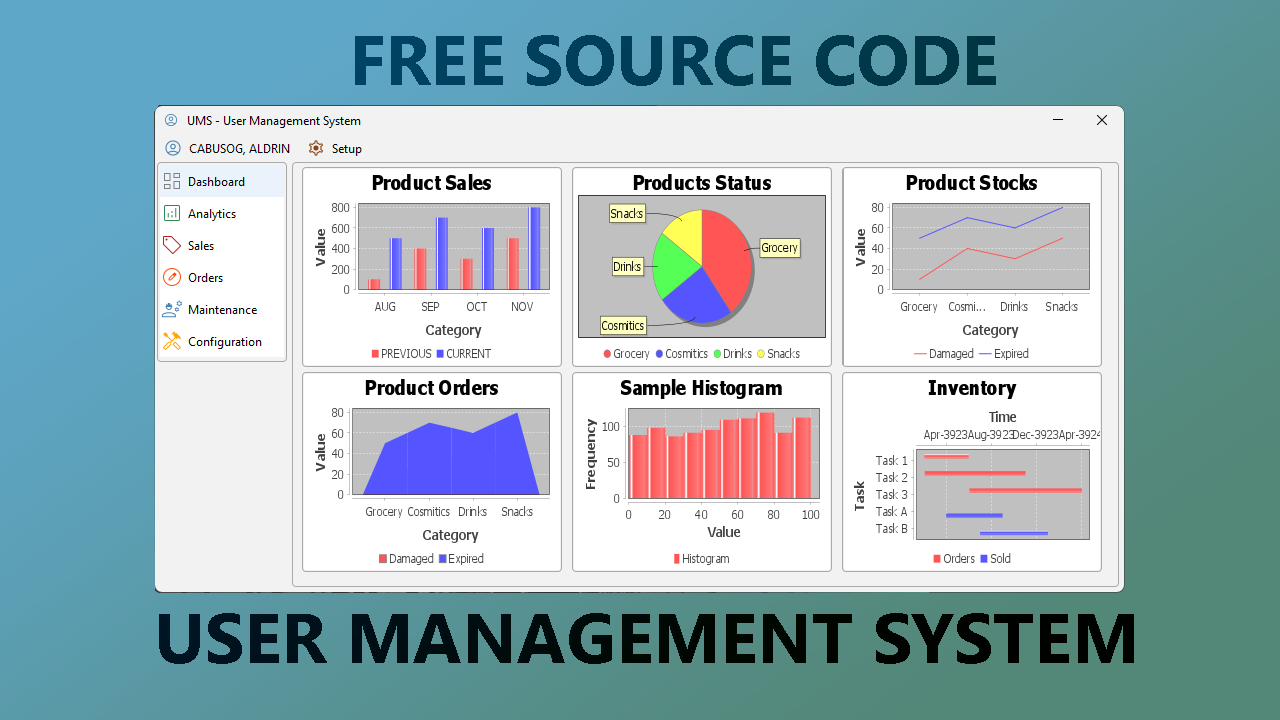 FREE SOURCE CODE
UMS - User Management System
CABUSOG, ALDRIN Setup
Dashboard
Analytics
Sales
Orders
Maintenance
Configuration
Product Sales
Value
800
600
400
200
0
AUG SEP OCT NOV
Category
PREVIOUS CURRENT
Products Status
Snacks
Grocery
Drinks
Cosmitics
Grocery Cosmitics Drinks Snacks
Product Stocks
Value
80
60
40
20
0
Grocery Cosmi... Drinks Snacks
Category
Damaged Expired
Product Orders
Value
80
60
40
20
0
Grocery Cosmitics Drinks Snacks
Category
Damaged Expired
Sample Histogram
Frequency
100
50
0
0 20 40 60 80 100
Value
Histogram
Inventory
Time
Apr-3923 Aug-3923 Dec-3923 Apr-3924
Task
Task 1
Task 2
Task 3
Task A
Task B
Orders Sold
USER MANAGEMENT SYSTEM